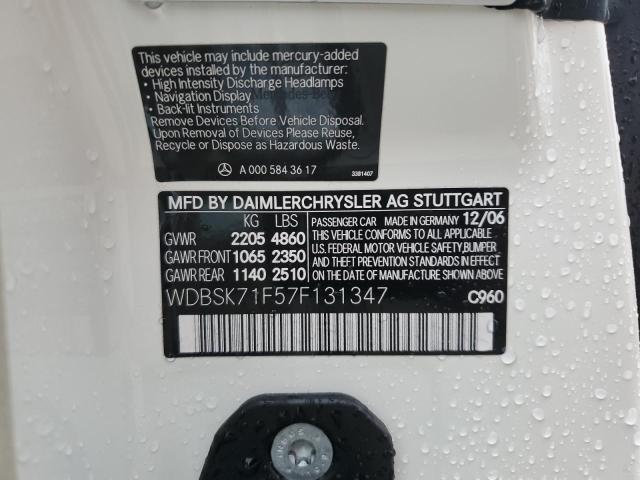 This vehicle may include mercury-added
devices installed by the manufacturer:
• High Intensity Discharge Headlamps
• Navigation Display
• Back-lit Instruments
Remove Devices Before Vehicle Disposal.
Upon Removal of Devices Please Reuse,
Recycle or Dispose as Hazardous Waste.
A 000 584 36 17
3381407
MFD BY DAIMLERCHRYSLER AG STUTTGART
KG LBS
GVWR 2205 4860
GAWR FRONT 1065 2350
GAWR REAR 1140 2510
PASSENGER CAR MADE IN GERMANY 12/06
THIS VEHICLE CONFORMS TO ALL APPLICABLE
U.S. FEDERAL MOTOR VEHICLE SAFETY, BUMPER
AND THEFT PREVENTION STANDARDS IN EFFECT
ON THE DATE OF MANUFACTURE SHOWN ABOVE
WDBSK71F57F131347 C960